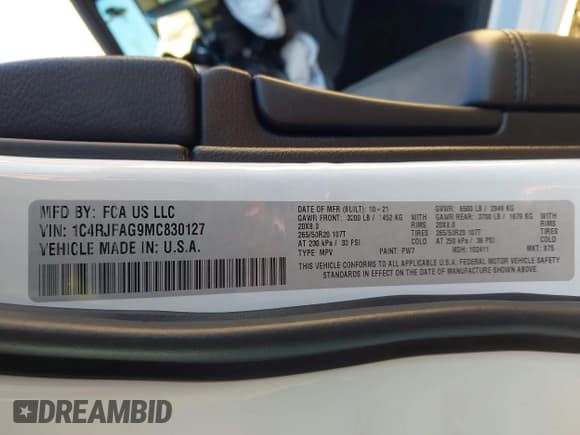 MFD BY: FCA US LLC
VIN: 1C4RJFAG9MC830127
VEHICLE MADE IN: U.S.A.
DATE OF MFR (BUILT): 10-21
GVWR: 6500 LB / 2948 KG
GAWR FRONT: 3200 LB / 1452 KG
GAWR REAR: 3700 LB / 1678 KG
20X8.0 RIMS
20X8.0 RIMS
265/50R20 107T TIRES
265/50R20 107T TIRES
AT 230 kPa / 33 PSI COLD
AT 250 kPa / 36 PSI COLD
TYPE: MPV PAINT: PW7
MDH: 102411 MKT:
THIS VEHICLE CONFORMS TO ALL APPLICABLE U.S.A. FEDERAL MOTOR VEHICLE SAFETY
STANDARDS IN EFFECT ON THE DATE OF MANUFACTURE SHOWN ABOVE.
DREAMBID